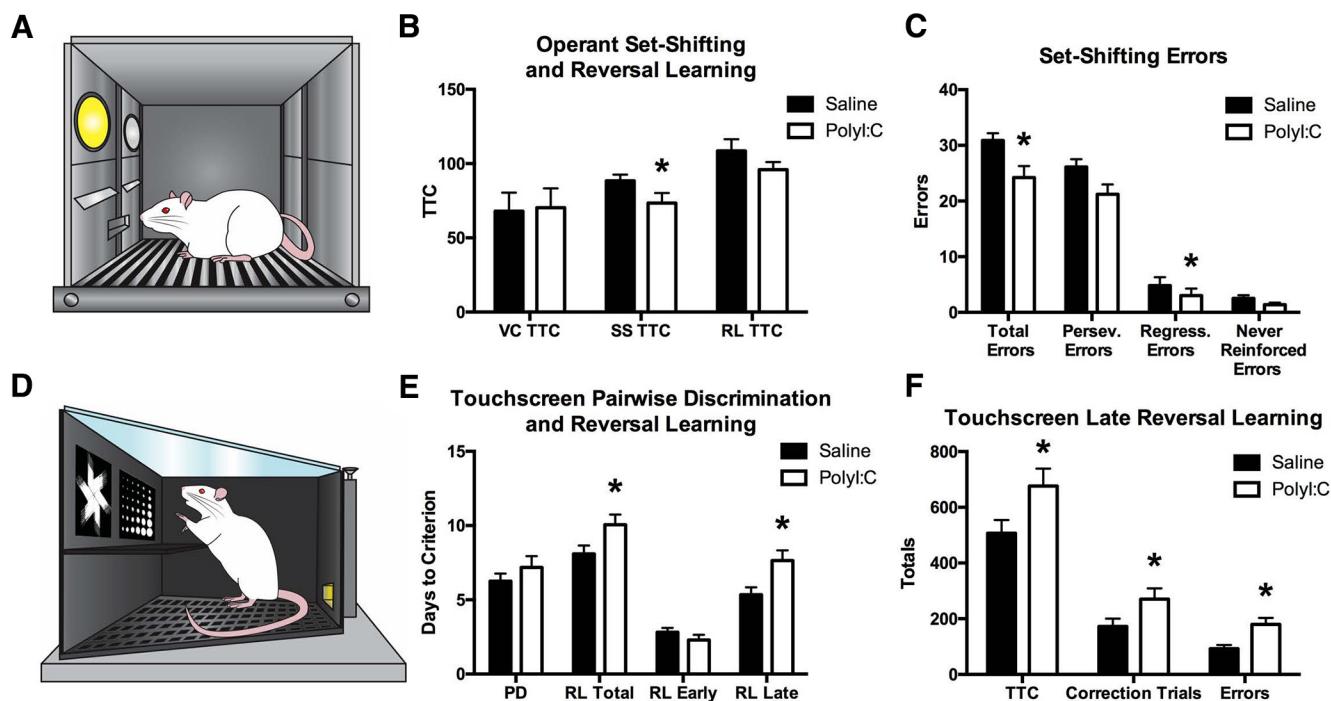 A
B
Operant Set-Shifting
and Reversal Learning
150
100
50
0
TTC
Saline
PolyI:C
*
VC TTC
SS TTC
RL TTC
C
Set-Shifting Errors
40
30
20
10
0
Errors
Saline
PolyI:C
*
*
Total
Errors
Persev.
Errors
Regress.
Errors
Never
Reinforced
Errors
D
E
Touchscreen Pairwise Discrimination
and Reversal Learning
15
10
5
0
Days to Criterion
Saline
PolyI:C
*
*
PD
RL Total
RL Early
RL Late
F
Touchscreen Late Reversal Learning
800
600
400
200
0
Totals
Saline
PolyI:C
*
*
*
TTC
Correction Trials
Errors